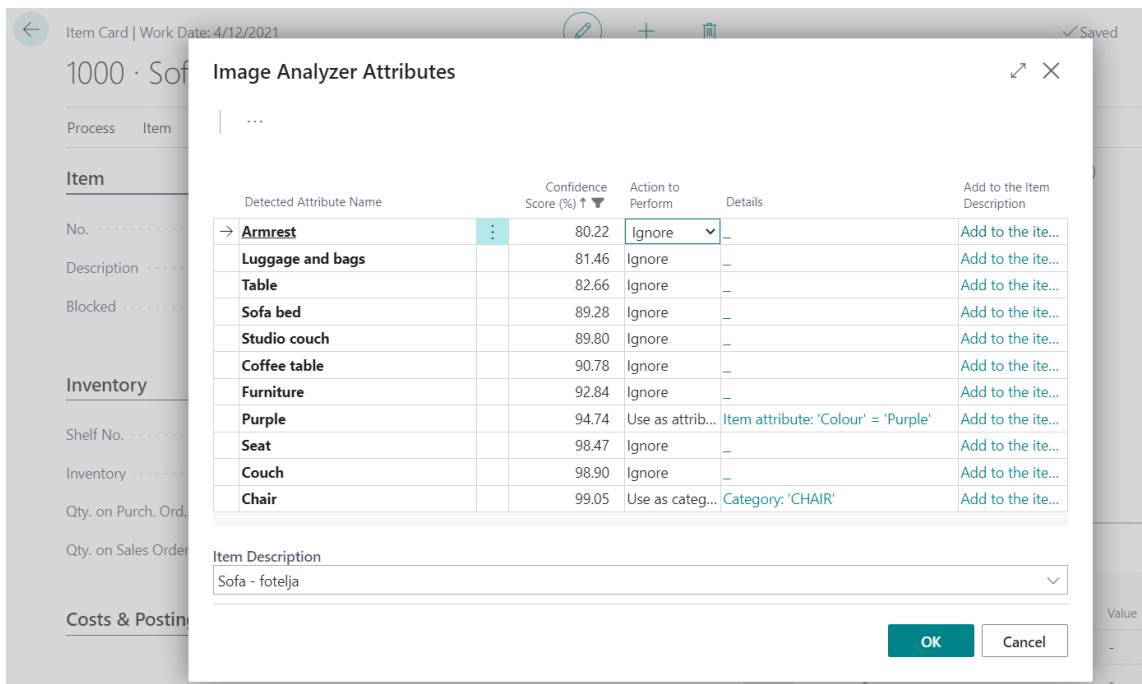 Item Card | Work Date: 4/12/2021
Saved
1000 · Sof
Process Item
Item
No.
Description
Blocked
Inventory
Shelf No.
Inventory
Qty. on Purch. Ord.
Qty. on Sales Order
Costs & Posting
Value
-
Image Analyzer Attributes
...
Detected Attribute Name Confidence Score (%) ↑ Action to Perform Details Add to the Item Description
→ Armrest 80.22 Ignore _ Add to the ite...
Luggage and bags 81.46 Ignore _ Add to the ite...
Table 82.66 Ignore _ Add to the ite...
Sofa bed 89.28 Ignore _ Add to the ite...
Studio couch 89.80 Ignore _ Add to the ite...
Coffee table 90.78 Ignore _ Add to the ite...
Furniture 92.84 Ignore _ Add to the ite...
Purple 94.74 Use as attrib... Item attribute: 'Colour' = 'Purple' Add to the ite...
Seat 98.47 Ignore _ Add to the ite...
Couch 98.90 Ignore _ Add to the ite...
Chair 99.05 Use as categ... Category: 'CHAIR' Add to the ite...
Item Description
Sofa - fotelja
OK Cancel